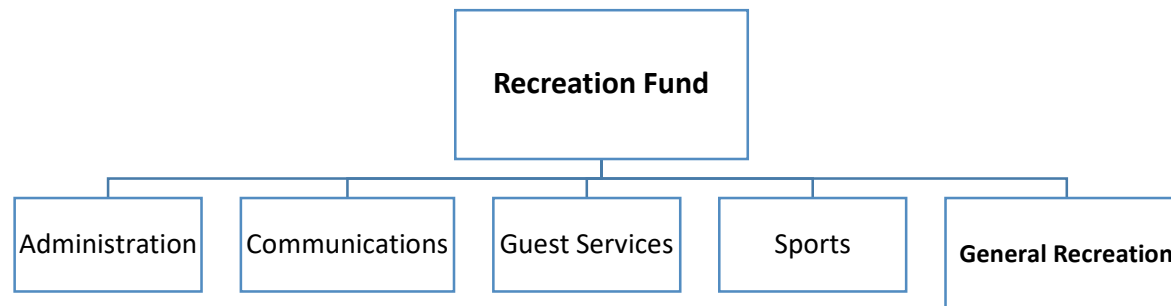 Recreation Fund
Administration
Communications
Guest Services
Sports
General Recreation